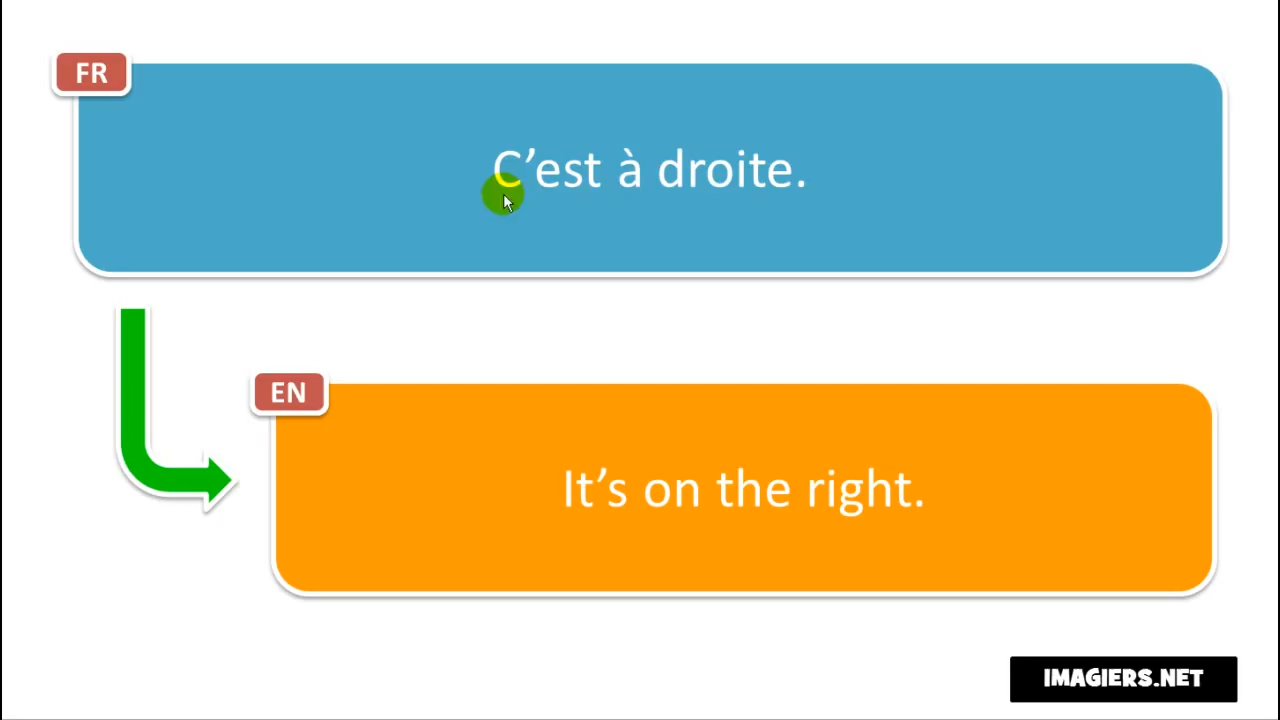 FR
C’est à droite.
EN
It’s on the right.
IMAGIERS.NET